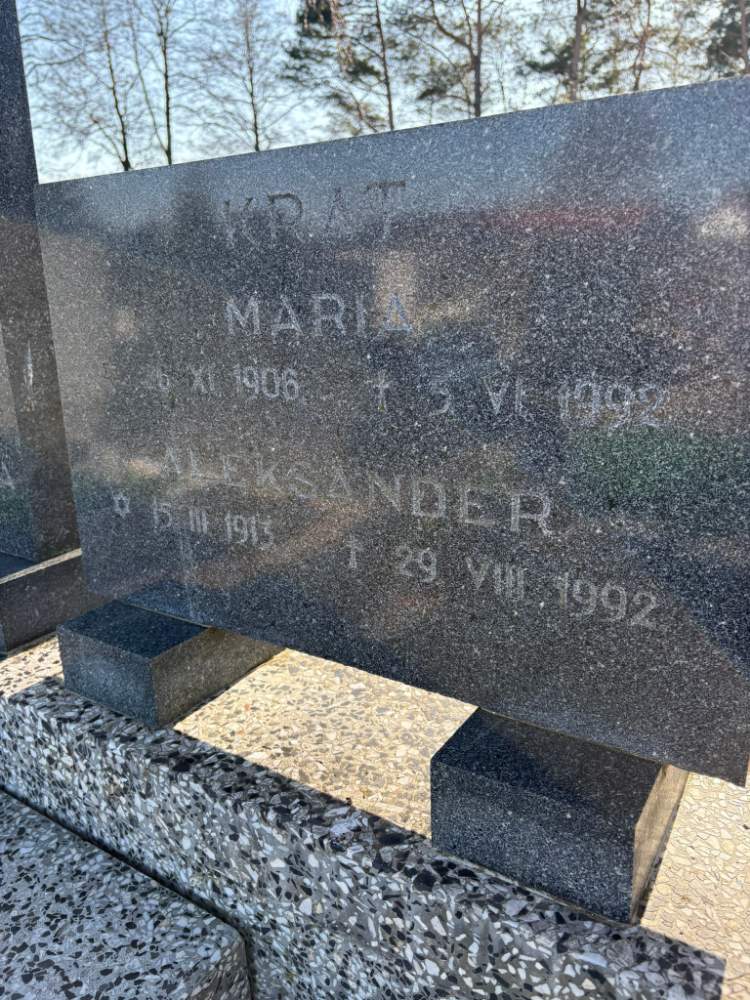 KRAT
MARIA
6 XI 1906 † 5 VI 1992
ALEKSANDER
* 15 III 1913 † 29 VIII 1992
A